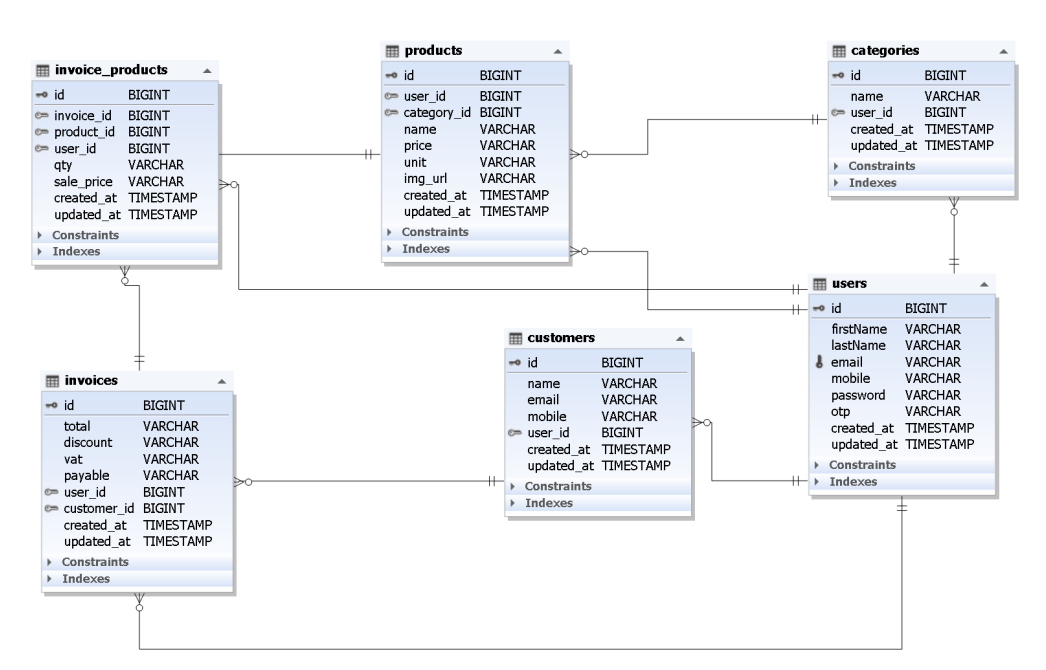 invoice_products
id BIGINT
invoice_id BIGINT
product_id BIGINT
user_id BIGINT
qty VARCHAR
sale_price VARCHAR
created_at TIMESTAMP
updated_at TIMESTAMP
Constraints
Indexes
products
id BIGINT
user_id BIGINT
category_id BIGINT
name VARCHAR
price VARCHAR
unit VARCHAR
img_url VARCHAR
created_at TIMESTAMP
updated_at TIMESTAMP
Constraints
Indexes
categories
id BIGINT
name VARCHAR
user_id BIGINT
created_at TIMESTAMP
updated_at TIMESTAMP
Constraints
Indexes
users
id BIGINT
firstName VARCHAR
lastName VARCHAR
email VARCHAR
mobile VARCHAR
password VARCHAR
otp VARCHAR
created_at TIMESTAMP
updated_at TIMESTAMP
Constraints
Indexes
customers
id BIGINT
name VARCHAR
email VARCHAR
mobile VARCHAR
user_id BIGINT
created_at TIMESTAMP
updated_at TIMESTAMP
Constraints
Indexes
invoices
id BIGINT
total VARCHAR
discount VARCHAR
vat VARCHAR
payable VARCHAR
user_id BIGINT
customer_id BIGINT
created_at TIMESTAMP
updated_at TIMESTAMP
Constraints
Indexes